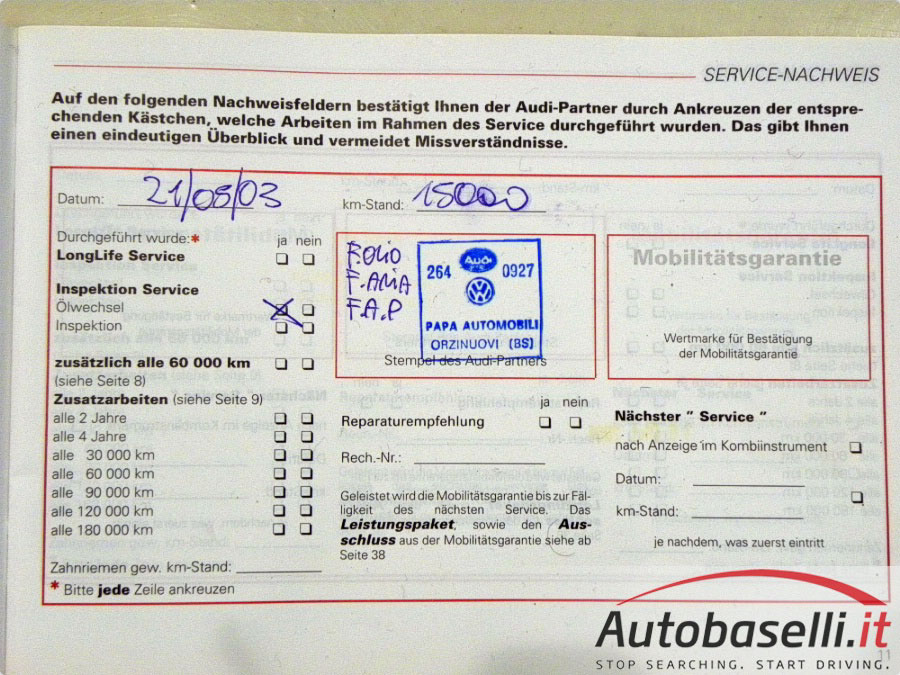 SERVICE-NACHWEIS
Auf den folgenden Nachweisfeldern bestätigt Ihnen der Audi-Partner durch Ankreuzen der entspre-
chenden Kästchen, welche Arbeiten im Rahmen des Service durchgeführt wurden. Das gibt Ihnen
einen eindeutigen Überblick und vermeidet Missverständnisse.
Datum: 21/08/03
km-Stand: 15000
Durchgeführt wurde:* ja nein
LongLife Service
Inspektion Service
Ölwechsel
Inspektion
zusätzlich alle 60 000 km
(siehe Seite 8)
Zusatzarbeiten (siehe Seite 9)
alle 2 Jahre
alle 4 Jahre
alle 30 000 km
alle 60 000 km
alle 90 000 km
alle 120 000 km
alle 180 000 km
Zahnriemen gew. km-Stand:
* Bitte jede Zeile ankreuzen
F.OLIO
F.ARIA
F.A.P
Audi
264 0927
PAPA AUTOMOBILI
ORZINUOVI (BS)
Stempel des Audi-Partners
ja nein
Reparaturempfehlung
Rech.-Nr.:
Geleistet wird die Mobilitätsgarantie bis zur Fäl-
ligkeit des nächsten Service. Das
Leistungspaket, sowie den Aus-
schluss aus der Mobilitätsgarantie siehe ab
Seite 38
Mobilitätsgarantie
Wertmarke für Bestätigung
der Mobilitätsgarantie
Nächster " Service "
nach Anzeige im Kombiinstrument
Datum:
km-Stand:
je nachdem, was zuerst eintritt
11
Autobaselli.it
STOP SEARCHING. START DRIVING.